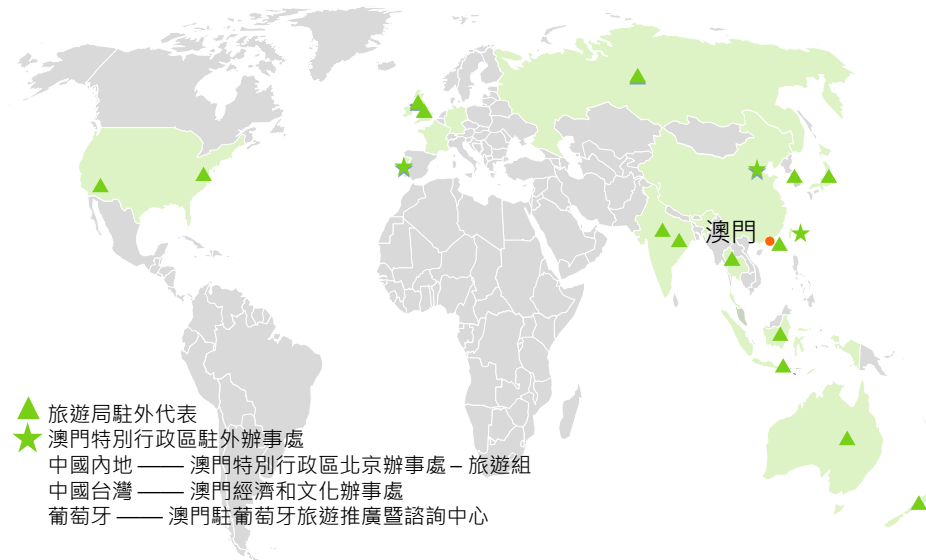 澳門
旅遊局駐外代表
澳門特別行政區駐外辦事處
中國內地 —— 澳門特別行政區北京辦事處 – 旅遊組
中國台灣 —— 澳門經濟和文化辦事處
葡萄牙 —— 澳門駐葡萄牙旅遊推廣暨諮詢中心